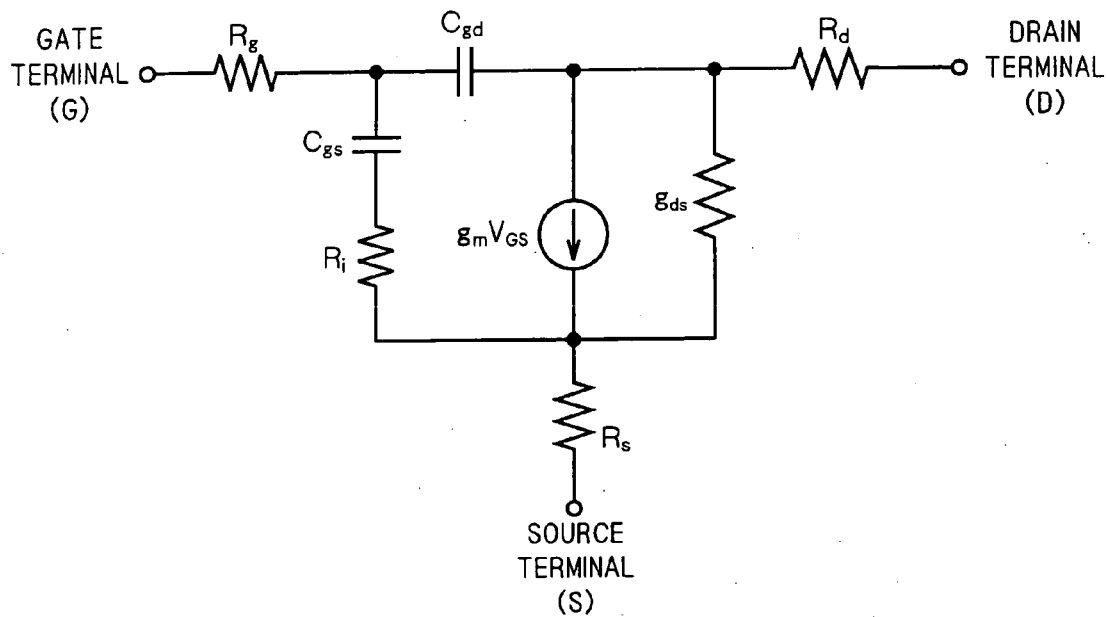 GATE
TERMINAL
(G)
Rg
Cgd
Rd
DRAIN
TERMINAL
(D)
Cgs
Ri
gmVGS
gds
Rs
SOURCE
TERMINAL
(S)